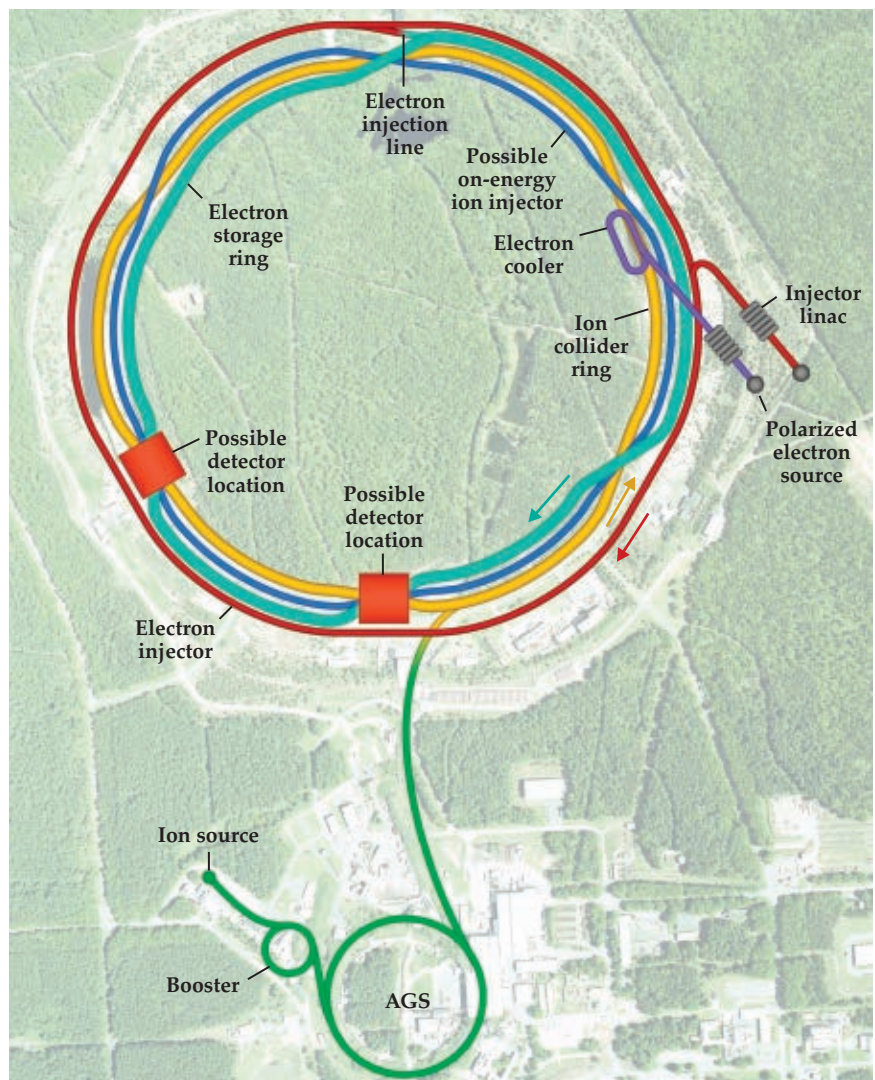 Electron
injection
line
Possible
on-energy
ion injector
Electron
storage
ring
Electron
cooler
Injector
linac
Ion
collider
ring
Polarized
electron
source
Possible
detector
location
Possible
detector
location
Electron
injector
Ion source
Booster
AGS